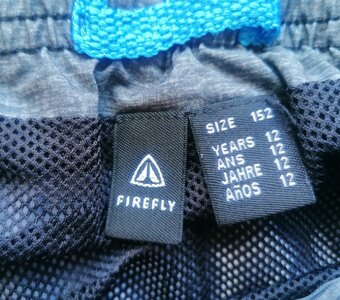 FIREFLY
SIZE 152
YEARS 12
ANS 12
JAHRE 12
AÑOS 12